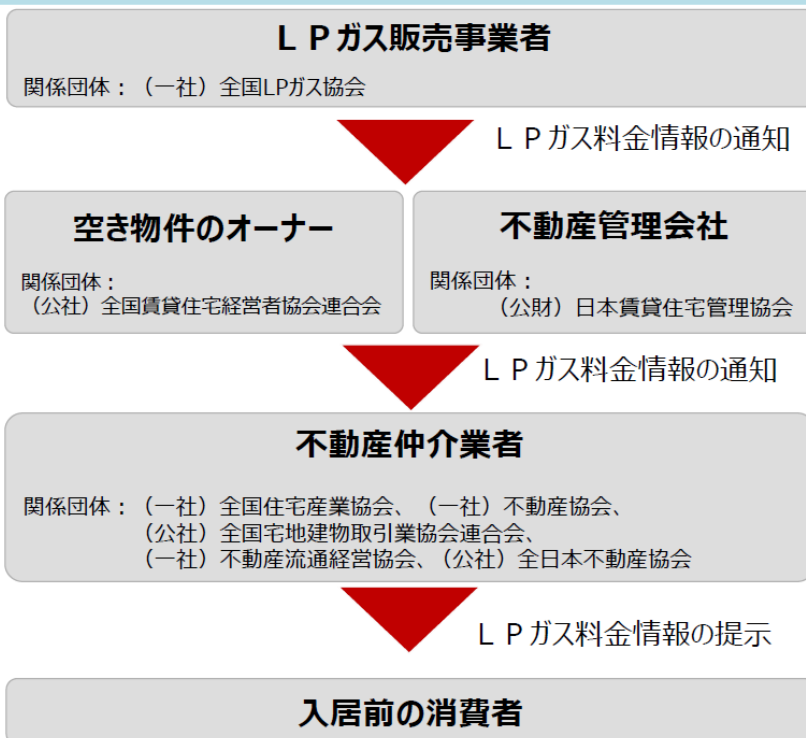 ＬＰガス販売事業者
関係団体：（一社）全国LPガス協会
ＬＰガス料金情報の通知
空き物件のオーナー
関係団体：
（公社）全国賃貸住宅経営者協会連合会
不動産管理会社
関係団体：
（公財）日本賃貸住宅管理協会
ＬＰガス料金情報の通知
不動産仲介業者
関係団体：（一社）全国住宅産業協会、（一社）不動産協会、
（公社）全国宅地建物取引業協会連合会、
（一社）不動産流通経営協会、（公社）全日本不動産協会
ＬＰガス料金情報の提示
入居前の消費者